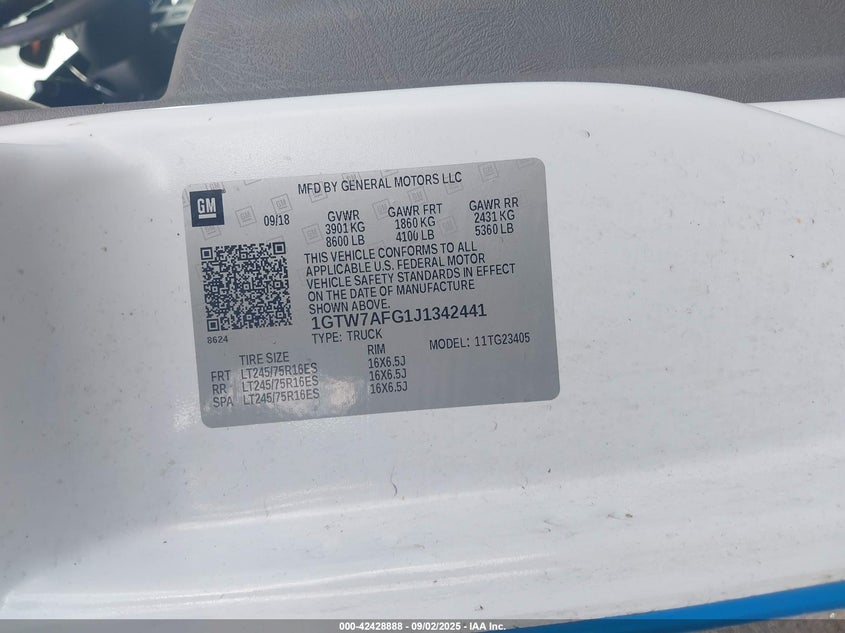 MFD BY GENERAL MOTORS LLC
GM
09/18
GVWR GAWR FRT GAWR RR
3901 KG 1860 KG 2431 KG
8600 LB 4100 LB 5360 LB
THIS VEHICLE CONFORMS TO ALL
APPLICABLE U.S. FEDERAL MOTOR
VEHICLE SAFETY STANDARDS IN EFFECT
ON THE DATE OF MANUFACTURE
SHOWN ABOVE.
8624
1GTW7AFG1J1342441
TYPE: TRUCK MODEL: 11TG23405
TIRE SIZE RIM
FRT LT245/75R16ES 16X6.5J
RR LT245/75R16ES 16X6.5J
SPA LT245/75R16ES 16X6.5J
000-42428888 - 09/02/2025 - IAA Inc.